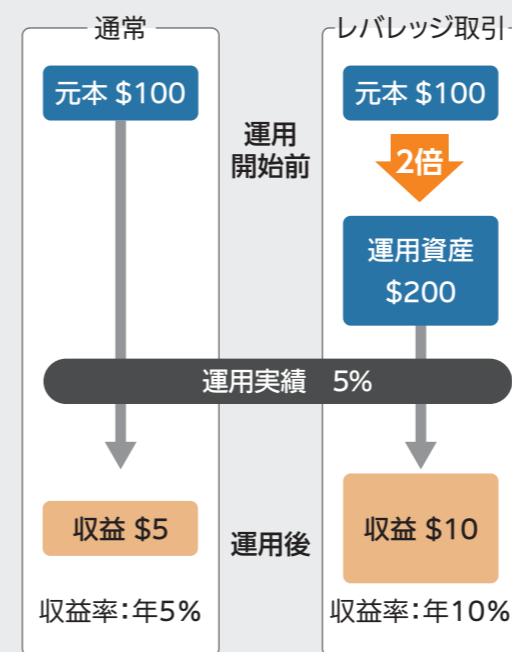 通常
元本 $100
運用
開始前
レバレッジ取引
元本 $100
2倍
運用資産
$200
運用実績　5%
収益 $5
運用後
収益 $10
収益率：年5%
収益率：年10%